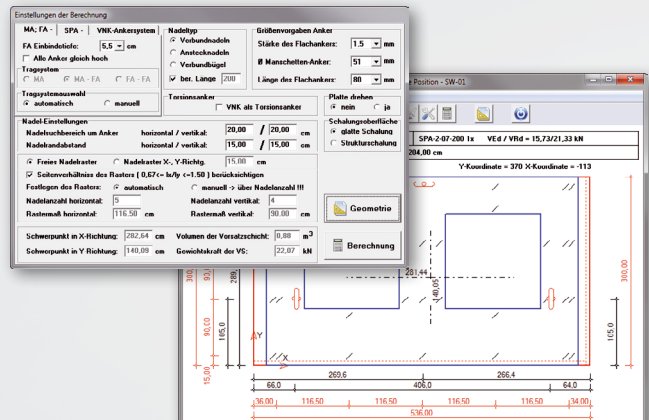 Einstellungen der Berechnung
MA; FA - SPA - VNK-Ankersystem
FA Einbindetiefe: 5,5 cm
Alle Anker gleich hoch
Tragsystem
MA MA - FA FA - FA
Tragsystemauswahl
automatisch manuell
Nadeltyp
Verbundnadeln
Ansteckndeln
Verbundbügel
ber. Länge 200
Größenvorgaben Anker
Stärke des Flachankers: 1.5 mm
Ø Manschetten-Anker: 51 mm
Länge des Flachankers: 80 mm
Torsionsanker
VNK als Torsionsanker
Platte drehen
nein ja
Nadel-Einstellungen
Nadelsuchbereich um Anker horizontal / vertikal: 20,00 / 20,00 cm
Nadelrandabstand horizontal / vertikal: 15,00 / 15,00 cm
Schalungsoberfläche
glatte Schalung
Strukturschalung
Freies Nadelraster Nadelraster X-, Y-Richtg. 15,00 cm
Seitenverhältnis des Rasters ( 0,67<= lx/ly <=1.50 ) berücksichtigen
Festlegen des Rasters: automatisch manuell -> über Nadelanzahl !!!
Nadelanzahl horizontal: 5 Nadelanzahl vertikal: 4
Rastermaß horizontal: 116.50 cm Rastermaß vertikal: 90.00 cm
Geometrie
Schwerpunkt in X-Richtung: 282,64 cm Volumen der Vorsatzschicht: 0,88 m³
Schwerpunkt in Y-Richtung: 140,09 cm Gewichtskraft der VS: 22,07 kN
Berechnung
Position - SW-01
SPA-2-07-200 1x VEd / VRd = 15,73/21,33 kN
204,00 cm
Y-Koordinate = 370 X-Koordinate = -113
281,44
140,05
300,00
90,00
289,
300,00
90,00
105,0
105,0
15,00
Y
X
269,6 266,4
66,0 406,0 64,0
36,00 116,50 116,50 116,50 116,50 34,00
536,00